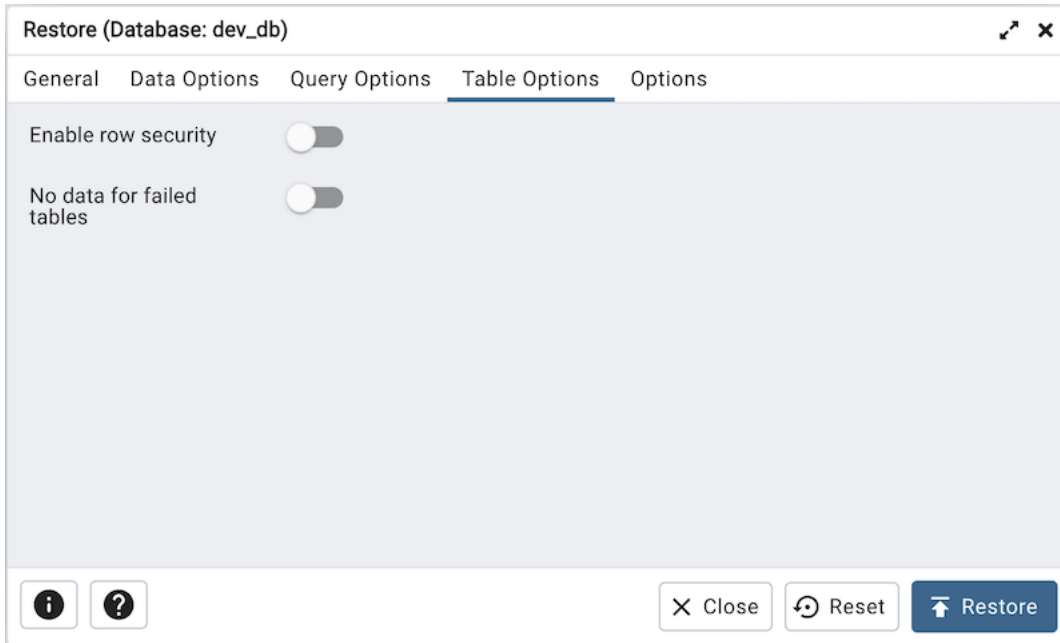 Restore (Database: dev_db)
General Data Options Query Options Table Options Options
Enable row security
No data for failed
tables
Close Reset Restore